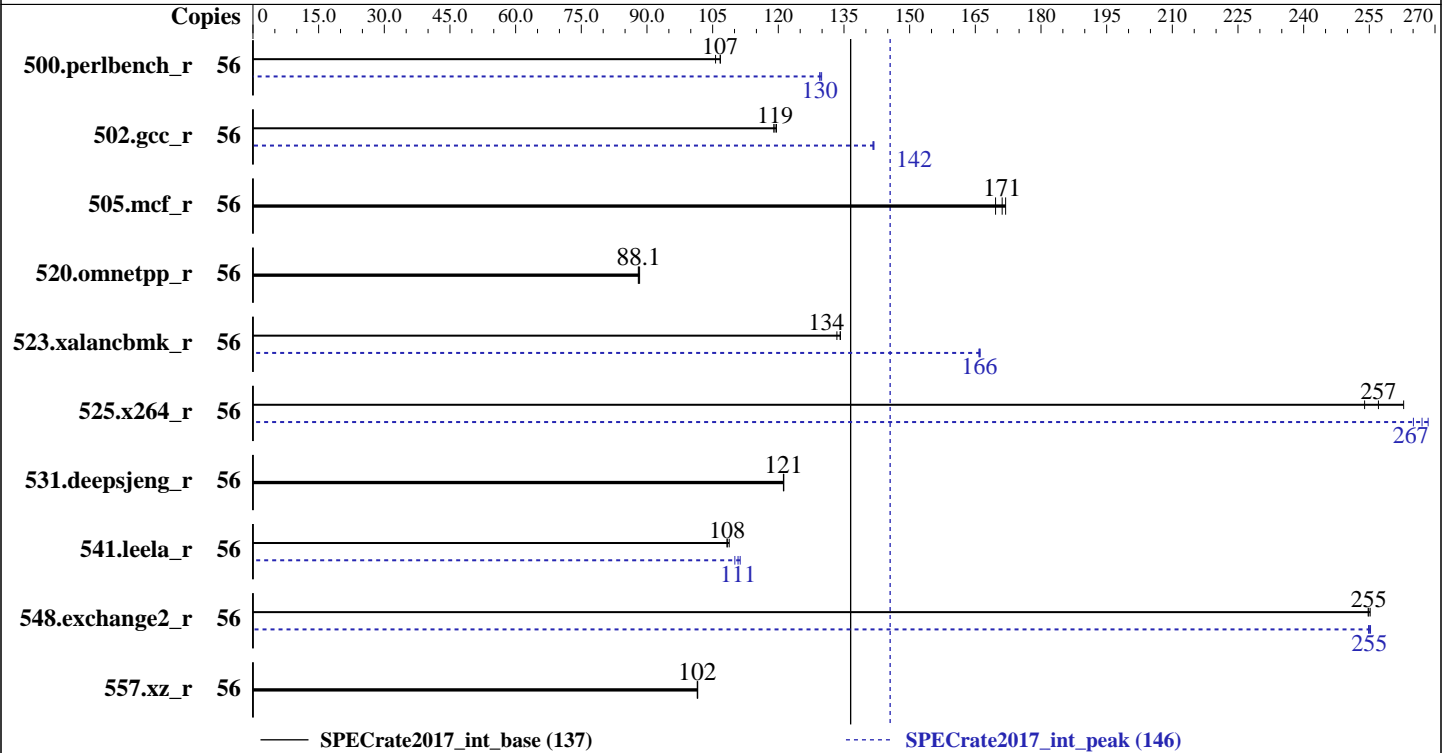 Copies 0 15.0 30.0 45.0 60.0 75.0 90.0 105 120 135 150 165 180 195 210 225 240 255 270
107
500.perlbench_r 56
130
119
502.gcc_r 56
142
171
505.mcf_r 56
88.1
520.omnetpp_r 56
134
523.xalancbmk_r 56
166
257
525.x264_r 56
267
121
531.deepsjeng_r 56
108
541.leela_r 56
111
255
548.exchange2_r 56
255
102
557.xz_r 56
SPECrate2017_int_base (137) SPECrate2017_int_peak (146)